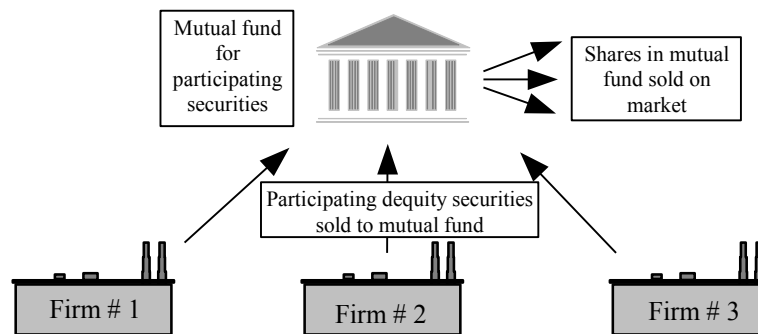 Mutual fund
for
participating
securities
Shares in mutual
fund sold on
market
Participating dequity securities
sold to mutual fund
Firm # 1
Firm # 2
Firm # 3